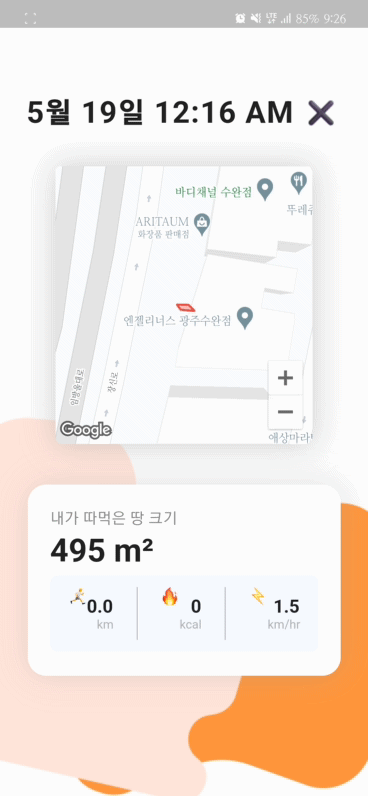 85% 9:26
5월 19일 12:16 AM
바디채널 수완점
뚜레
ARITAUM
화장품 판매점
엔젤리너스 광주수완점
임방울대로
장신로
+
−
Google
애상마라
내가 따먹은 땅 크기
495 m²
0.0
km
0
kcal
1.5
km/hr